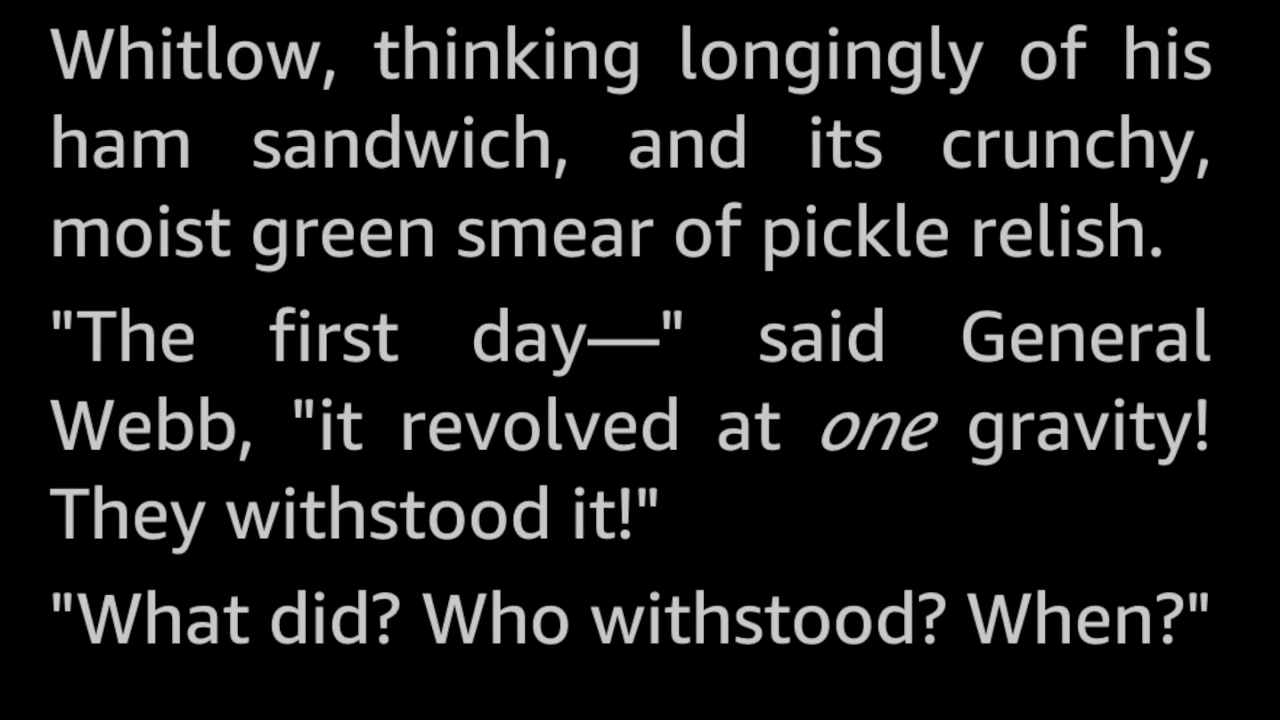 Whitlow, thinking longingly of his
ham sandwich, and its crunchy,
moist green smear of pickle relish.
"The first day—" said General
Webb, "it revolved at one gravity!
They withstood it!"
"What did? Who withstood? When?"